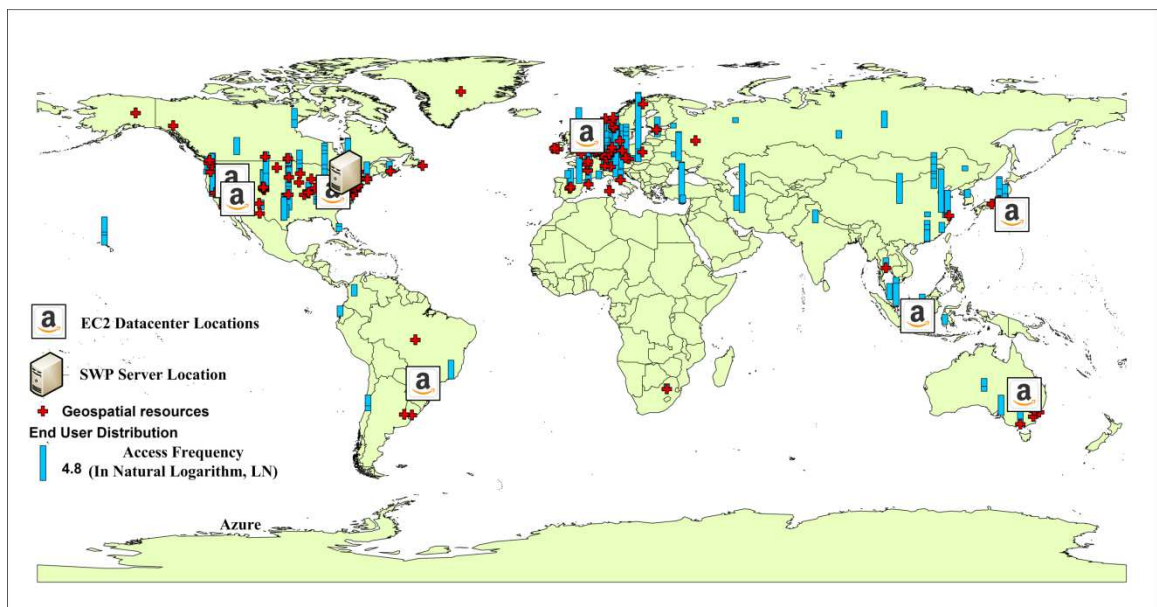 a
a
a
a
a
a
a
a
a
EC2 Datacenter Locations
SWP Server Location
Geospatial resources
End User Distribution
Access Frequency
4.8 (In Natural Logarithm, LN)
Azure